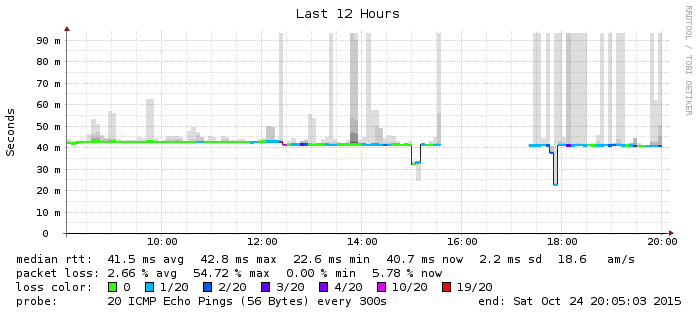 Last 12 Hours
RRDTOOL / TOBI OETIKER
Seconds
90 m
80 m
70 m
60 m
50 m
40 m
30 m
20 m
10 m
0
10:00 12:00 14:00 16:00 18:00 20:00
median rtt: 41.5 ms avg 42.8 ms max 22.6 ms min 40.7 ms now 2.2 ms sd 18.6 am/s
packet loss: 2.66 % avg 54.72 % max 0.00 % min 5.78 % now
loss color: 0 1/20 2/20 3/20 4/20 10/20 19/20
probe: 20 ICMP Echo Pings (56 Bytes) every 300s end: Sat Oct 24 20:05:03 2015